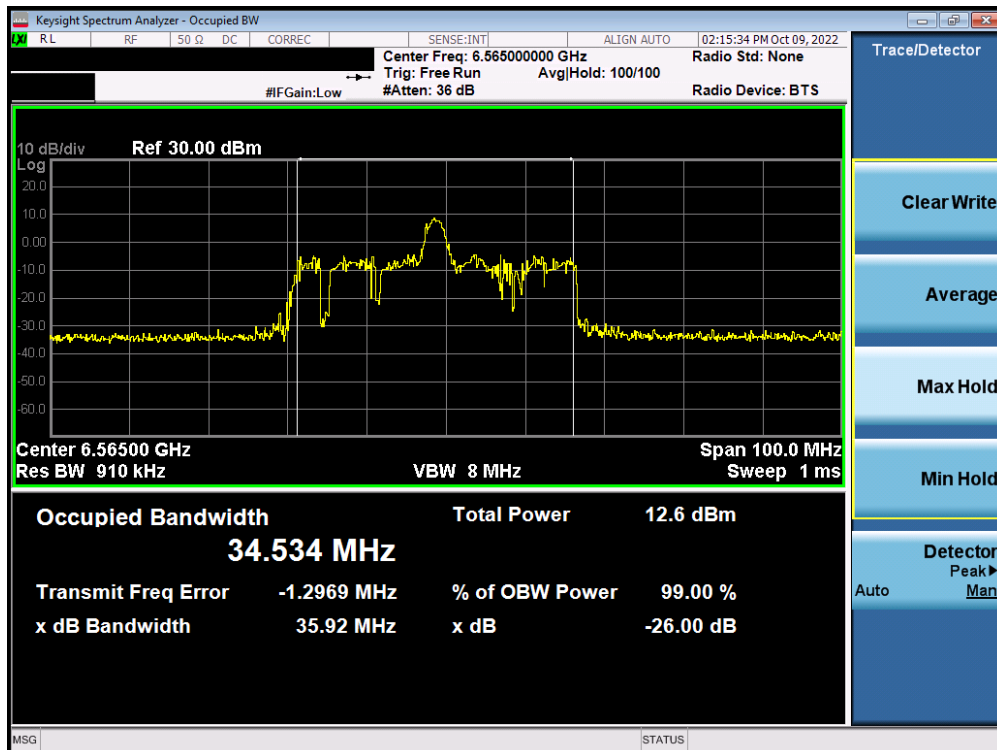 Keysight Spectrum Analyzer - Occupied BW
LXI RL RF 50 Ω DC CORREC SENSE:INT ALIGN AUTO 02:15:34 PM Oct 09, 2022
Center Freq: 6.565000000 GHz Radio Std: None
Trig: Free Run Avg|Hold: 100/100
#IFGain:Low #Atten: 36 dB Radio Device: BTS
Trace/Detector
10 dB/div Ref 30.00 dBm
Log
20.0
10.0
0.00
-10.0
-20.0
-30.0
-40.0
-50.0
-60.0
Center 6.56500 GHz Span 100.0 MHz
Res BW 910 kHz VBW 8 MHz Sweep 1 ms
Occupied Bandwidth Total Power 12.6 dBm
34.534 MHz
Transmit Freq Error -1.2969 MHz % of OBW Power 99.00 %
x dB Bandwidth 35.92 MHz x dB -26.00 dB
Clear Write
Average
Max Hold
Min Hold
Detector
Peak
Auto Man
MSG STATUS